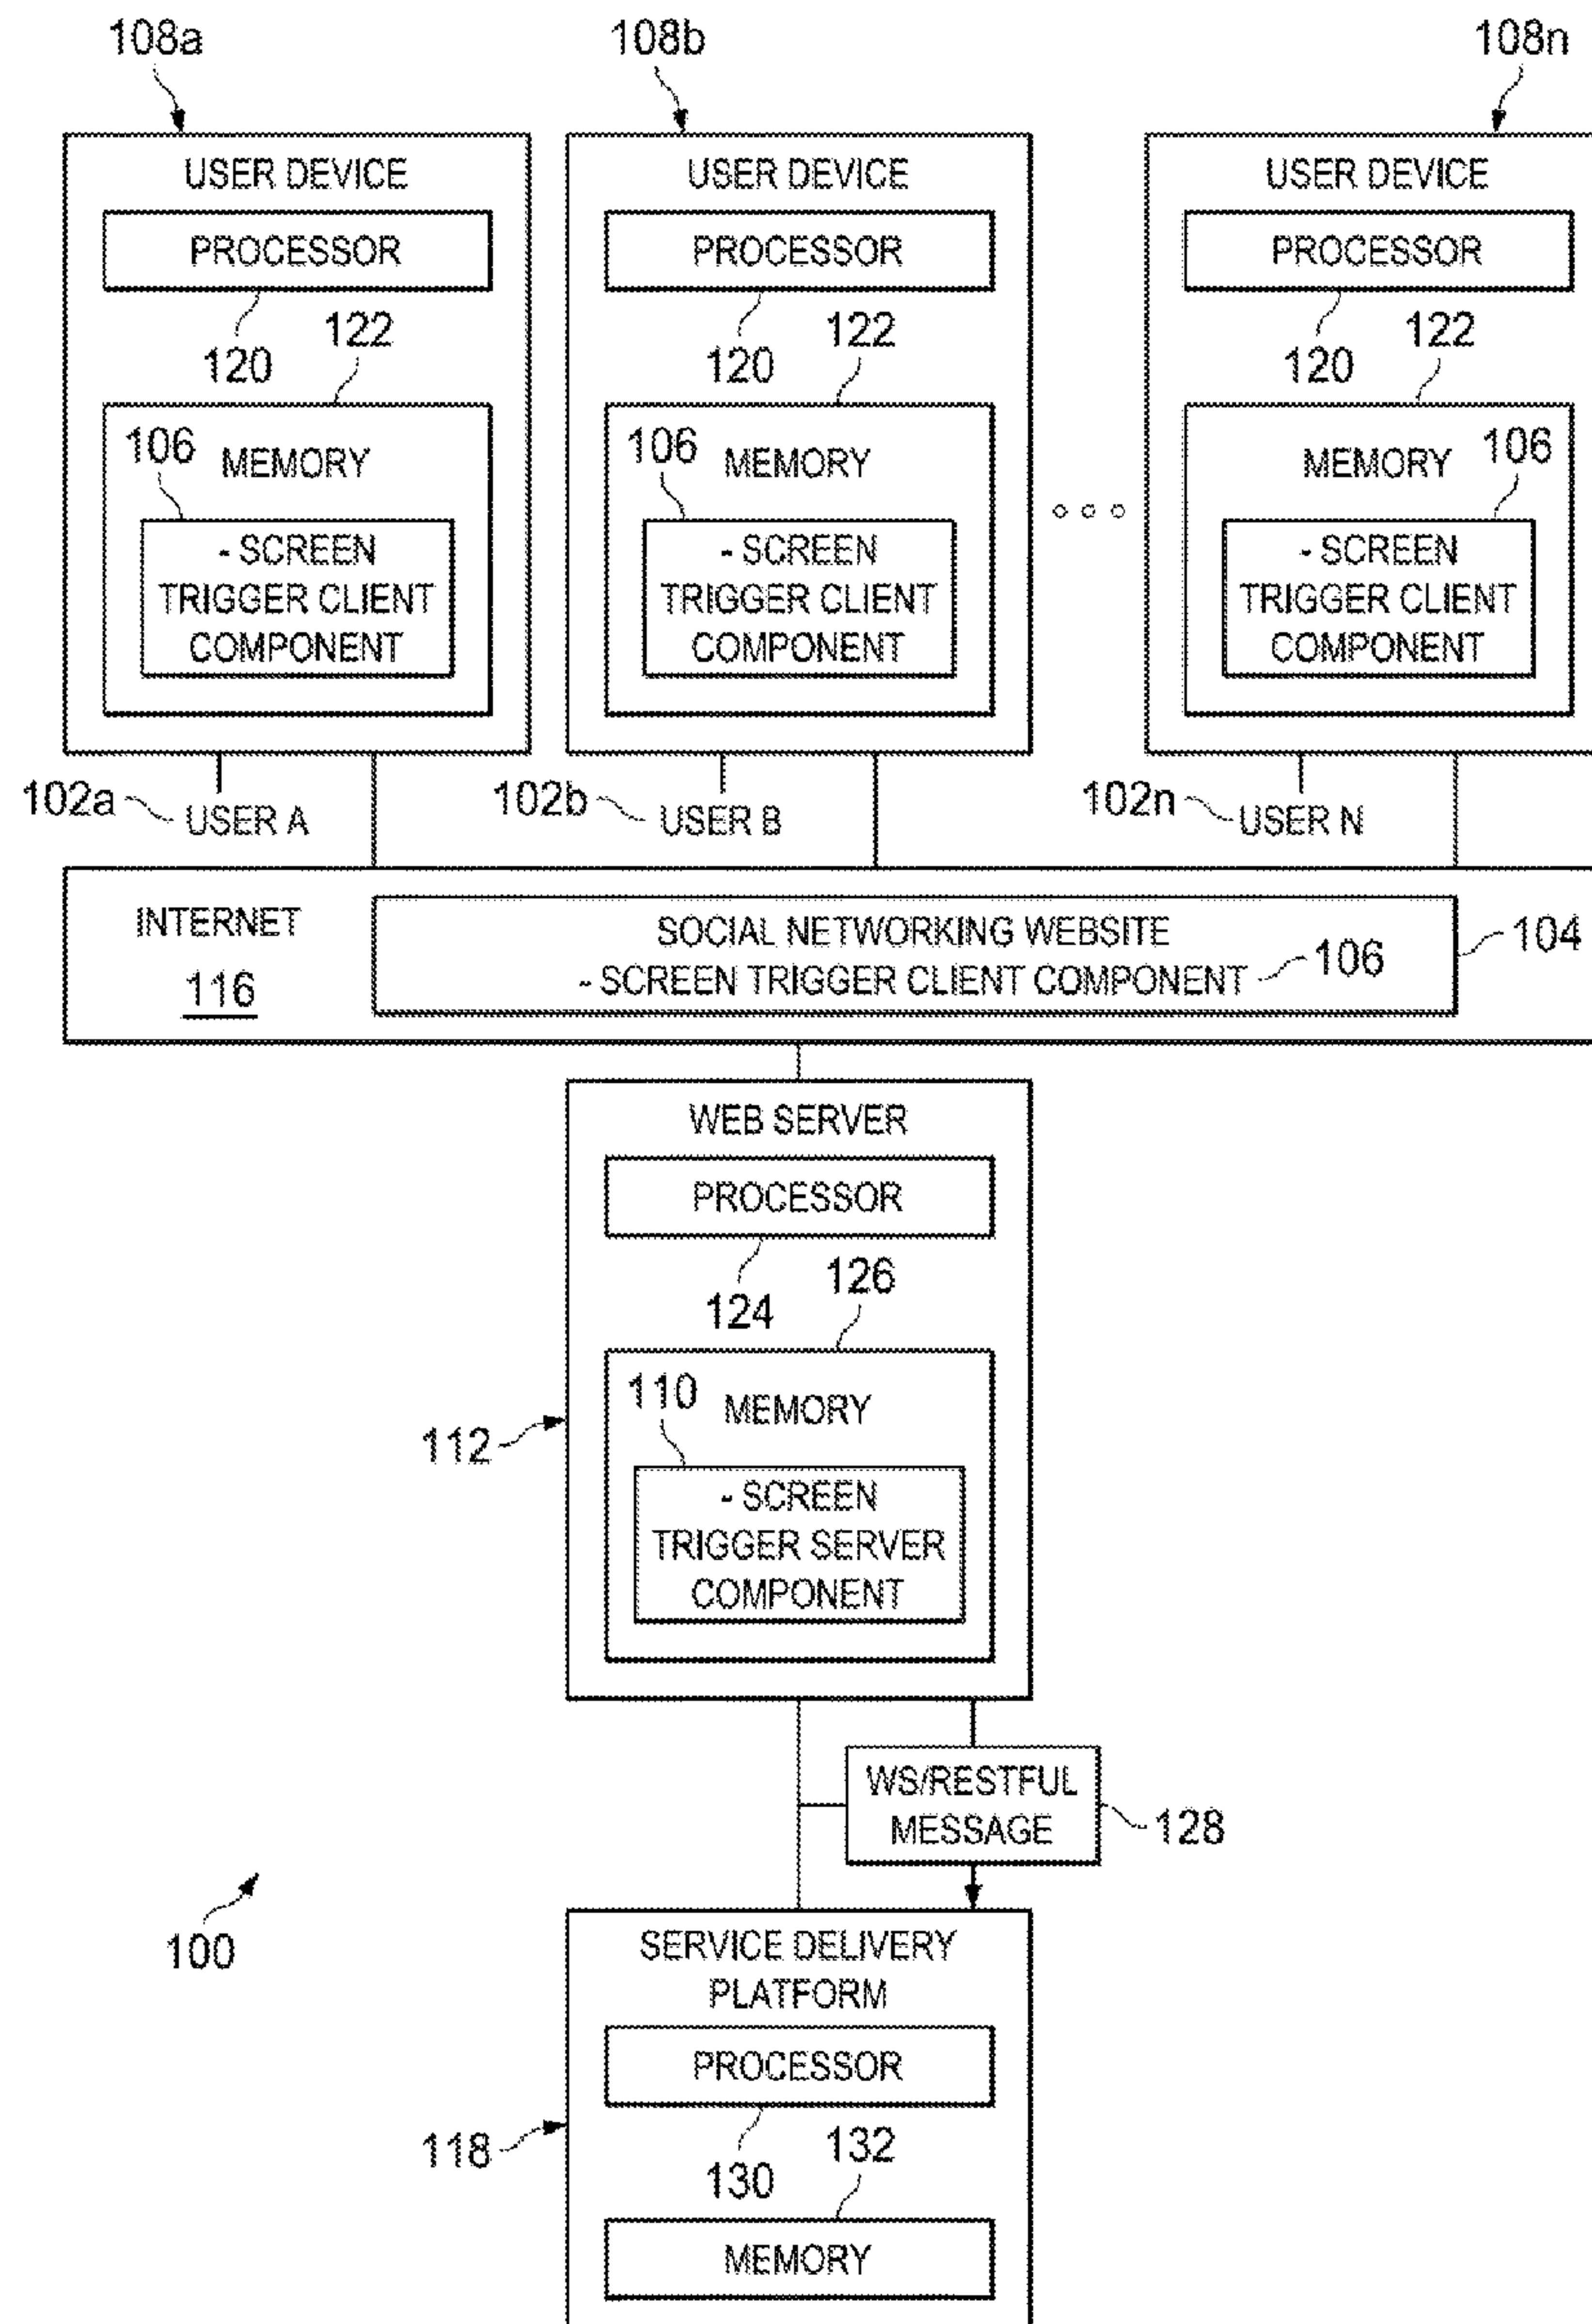 108a
108b
108n
USER DEVICE
USER DEVICE
USER DEVICE
PROCESSOR
PROCESSOR
PROCESSOR
120
122
120
122
120
122
106
MEMORY
106
MEMORY
MEMORY
106
- SCREEN
TRIGGER CLIENT
COMPONENT
- SCREEN
TRIGGER CLIENT
COMPONENT
- SCREEN
TRIGGER CLIENT
COMPONENT
102a
USER A
102b
USER B
102n
USER N
INTERNET
116
SOCIAL NETWORKING WEBSITE
- SCREEN TRIGGER CLIENT COMPONENT
106
104
WEB SERVER
PROCESSOR
124
126
110
MEMORY
- SCREEN
TRIGGER SERVER
COMPONENT
112
WS/RESTFUL
MESSAGE
128
100
SERVICE DELIVERY
PLATFORM
PROCESSOR
118
130
132
MEMORY